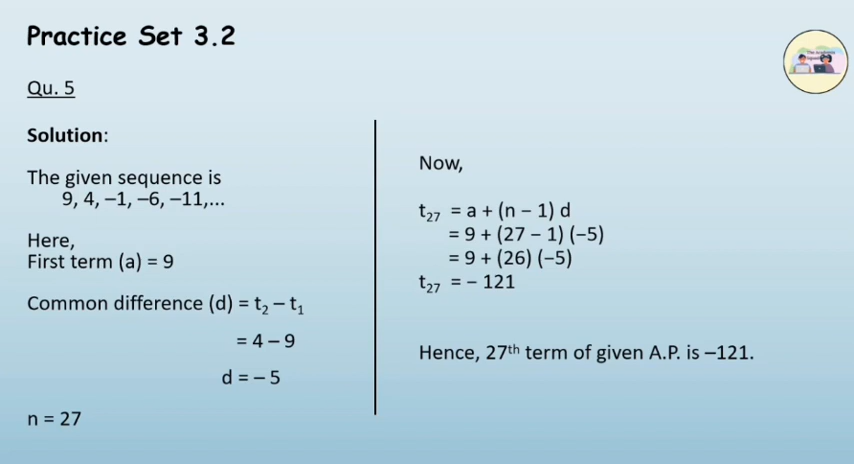 Practice Set 3.2
Qu. 5
Solution:
The given sequence is
9, 4, –1, –6, –11,...
Here,
First term (a) = 9
Common difference (d) = t₂ – t₁
= 4 – 9
d = – 5
n = 27
Now,
t₂₇ = a + (n – 1) d
= 9 + (27 – 1) (–5)
= 9 + (26) (–5)
t₂₇ = – 121
Hence, 27ᵗʰ term of given A.P. is –121.